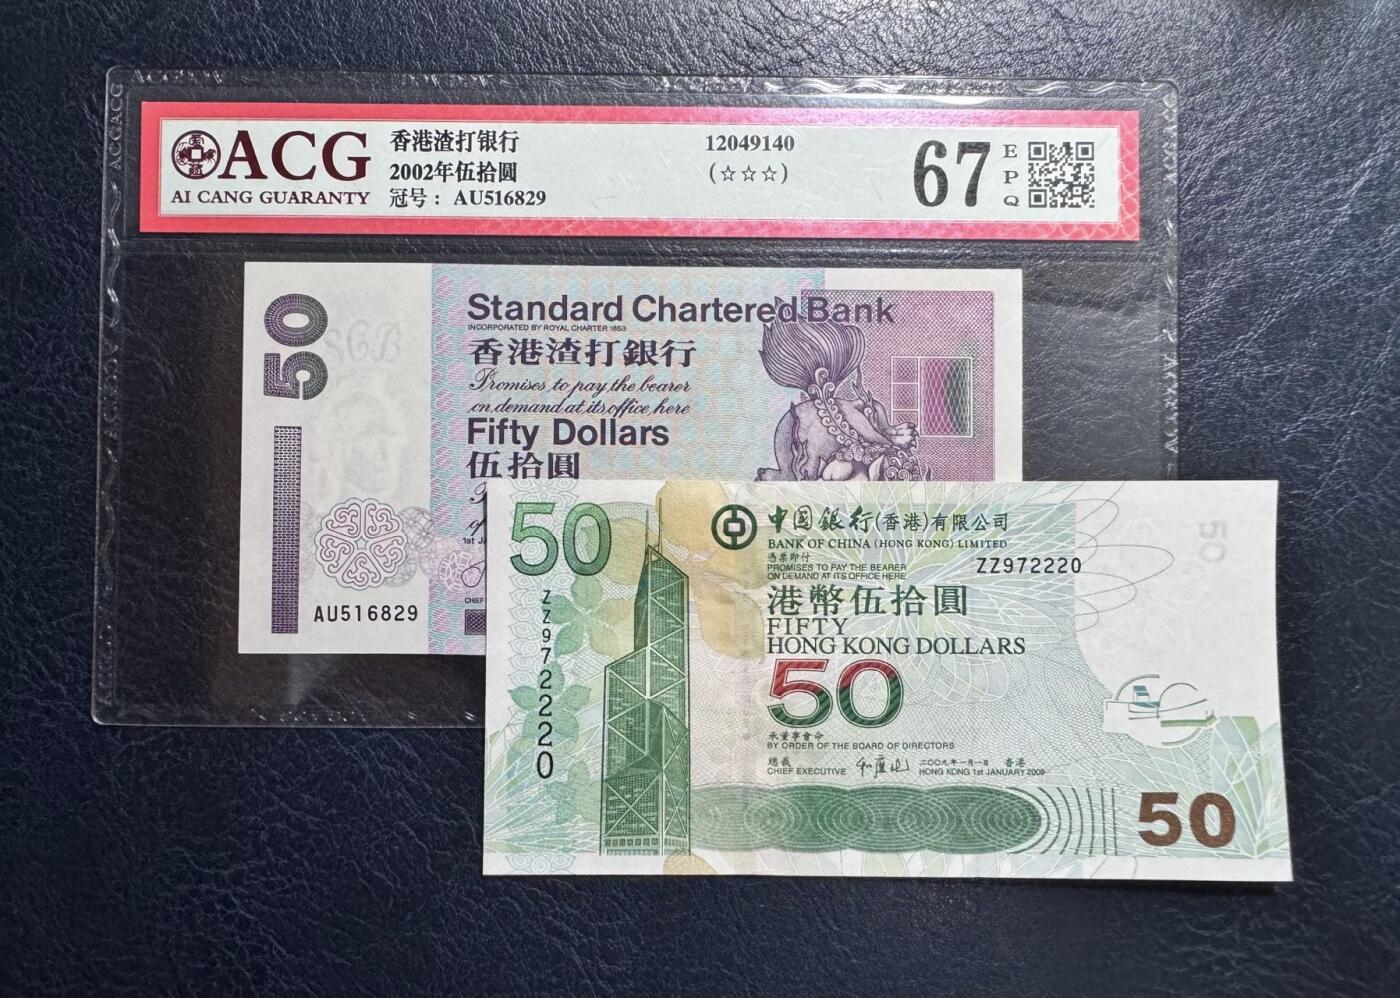 ACG
AI CANG GUARANTY
香港渣打银行
2002年伍拾圆
冠号： AU516829
12049140
(☆☆☆)
67
EPQ
50
Standard Chartered Bank
INCORPORATED BY ROYAL CHARTER 1853
香港渣打銀行
Promises to pay the bearer
on demand at its office here
Fifty Dollars
伍拾圓
AU516829
50
ZZ972220
中國銀行(香港)有限公司
BANK OF CHINA (HONG KONG) LIMITED
憑票即付
PROMISES TO PAY THE BEARER
ON DEMAND AT ITS OFFICE HERE
ZZ972220
港幣伍拾圓
FIFTY
HONG KONG DOLLARS
50
承董事會命
BY ORDER OF THE BOARD OF DIRECTORS
總裁
CHIEF EXECUTIVE
二〇〇九年一月一日 香港
HONG KONG 1st JANUARY 2009
50